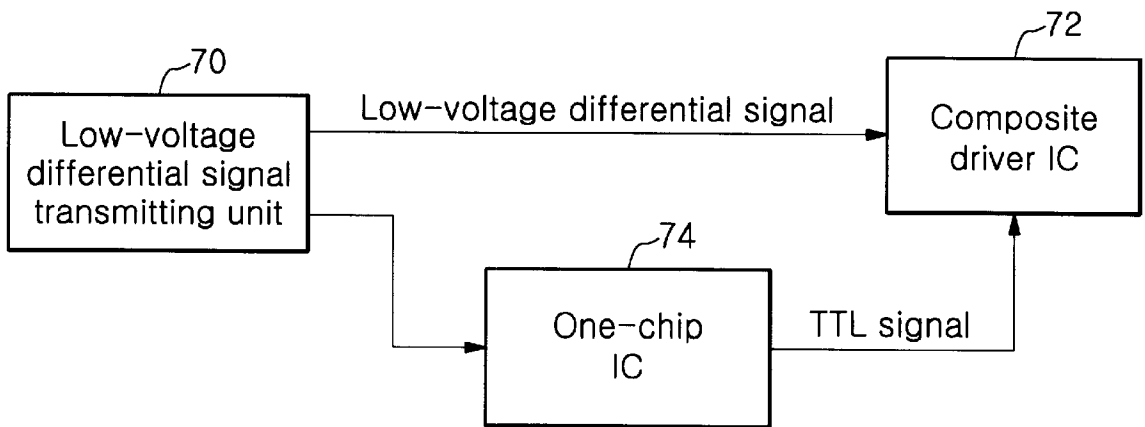 70
Low-voltage
differential signal
transmitting unit
Low-voltage differential signal
72
Composite
driver IC
74
One-chip
IC
TTL signal